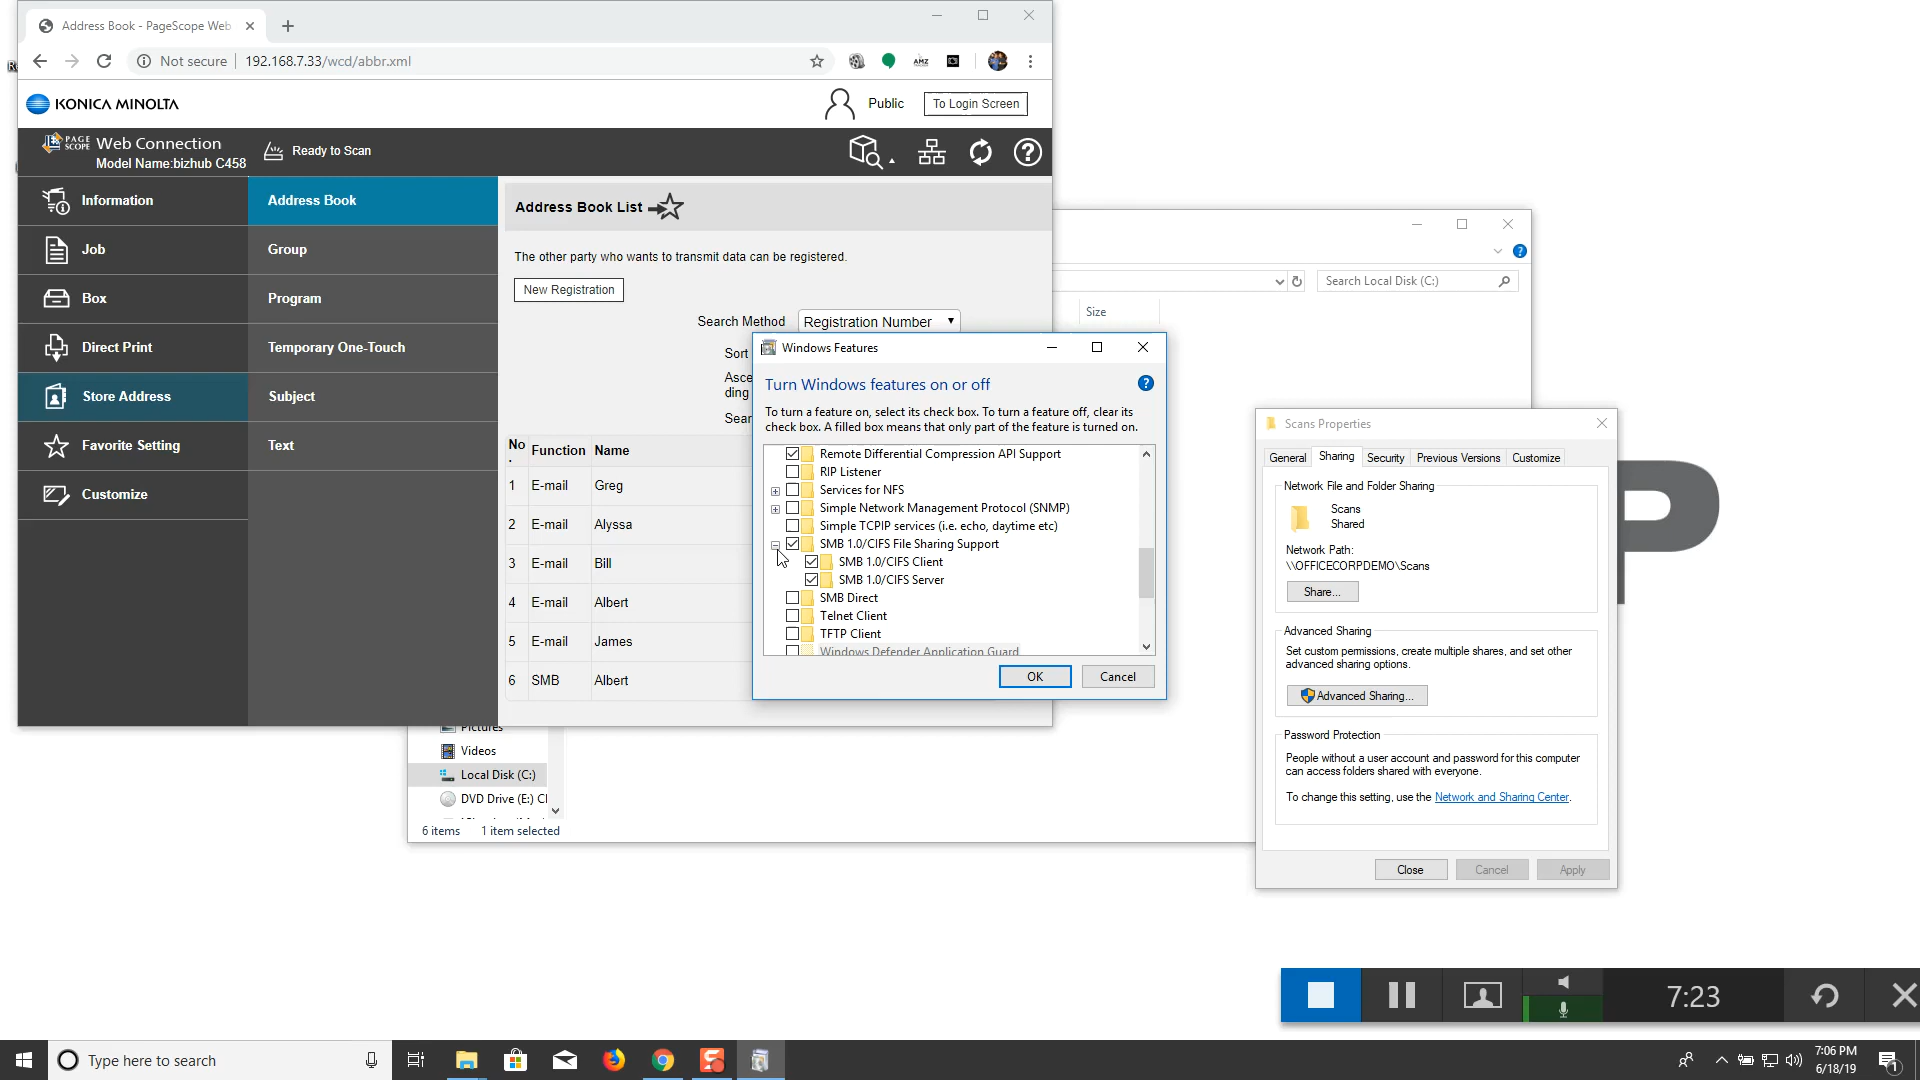 Address Book - PageScope Web
Not secure
192.168.7.33/wcd/abbr.xml
AMZ
KONICA MINOLTA
Public
To Login Screen
PAGE SCOPE Web Connection
Model Name:bizhub C458
Ready to Scan
Information
Job
Box
Direct Print
Store Address
Favorite Setting
Customize
Address Book
Group
Program
Temporary One-Touch
Subject
Text
Address Book List
The other party who wants to transmit data can be registered.
New Registration
Search Method
Registration Number
Sort
Asce
ding
Sear
No.
Function
Name
1 E-mail Greg
2 E-mail Alyssa
3 E-mail Bill
4 E-mail Albert
5 E-mail James
6 SMB Albert
Windows Features
Turn Windows features on or off
To turn a feature on, select its check box. To turn a feature off, clear its
check box. A filled box means that only part of the feature is turned on.
Remote Differential Compression API Support
RIP Listener
Services for NFS
Simple Network Management Protocol (SNMP)
Simple TCPIP services (i.e. echo, daytime etc)
SMB 1.0/CIFS File Sharing Support
SMB 1.0/CIFS Client
SMB 1.0/CIFS Server
SMB Direct
Telnet Client
TFTP Client
Windows Defender Application Guard
OK
Cancel
Search Local Disk (C:)
Size
Pictures
Videos
Local Disk (C:)
DVD Drive (E:) C
6 items
1 item selected
Scans Properties
General
Sharing
Security
Previous Versions
Customize
Network File and Folder Sharing
Scans
Shared
Network Path:
\\OFFICECORPDEMO\Scans
Share...
Advanced Sharing
Set custom permissions, create multiple shares, and set other
advanced sharing options.
Advanced Sharing...
Password Protection
People without a user account and password for this computer
can access folders shared with everyone.
To change this setting, use the Network and Sharing Center.
Close
Cancel
Apply
P
7:23
Type here to search
7:06 PM
6/18/19
1